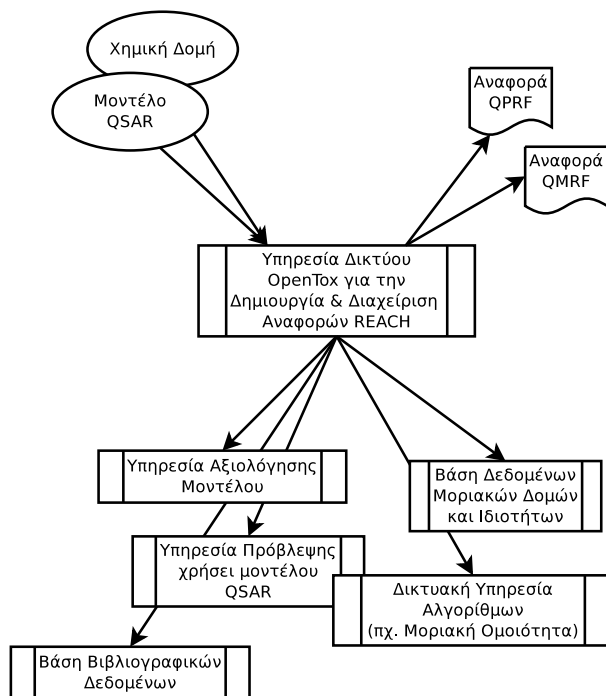 Χημική Δομή
Μοντέλο
QSAR
Αναφορά
QPRF
Αναφορά
QMRF
Υπηρεσία Δικτύου
OpenTox για την
Δημιουργία & Διαχείριση
Αναφορών REACH
Υπηρεσία Αξιολόγησης
Μοντέλου
Βάση Δεδομένων
Μοριακών Δομών
και Ιδιοτήτων
Υπηρεσία Πρόβλεψης
χρήσει μοντέλου
QSAR
Δικτυακή Υπηρεσία
Αλγορίθμων
(πχ. Μοριακή Ομοιότητα)
Βάση Βιβλιογραφικών
Δεδομένων